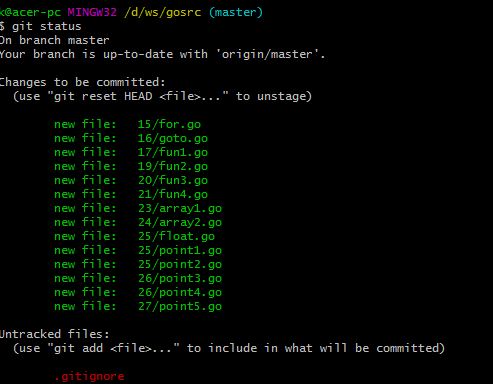 k@acer-pc MINGW32 /d/ws/gosrc (master)
$ git status
On branch master
Your branch is up-to-date with 'origin/master'.
Changes to be committed:
(use "git reset HEAD <file>..." to unstage)
new file: 15/for.go
new file: 16/goto.go
new file: 17/fun1.go
new file: 19/fun2.go
new file: 20/fun3.go
new file: 21/fun4.go
new file: 23/array1.go
new file: 24/array2.go
new file: 25/float.go
new file: 25/point1.go
new file: 25/point2.go
new file: 26/point3.go
new file: 26/point4.go
new file: 27/point5.go
Untracked files:
(use "git add <file>..." to include in what will be committed)
.gitignore